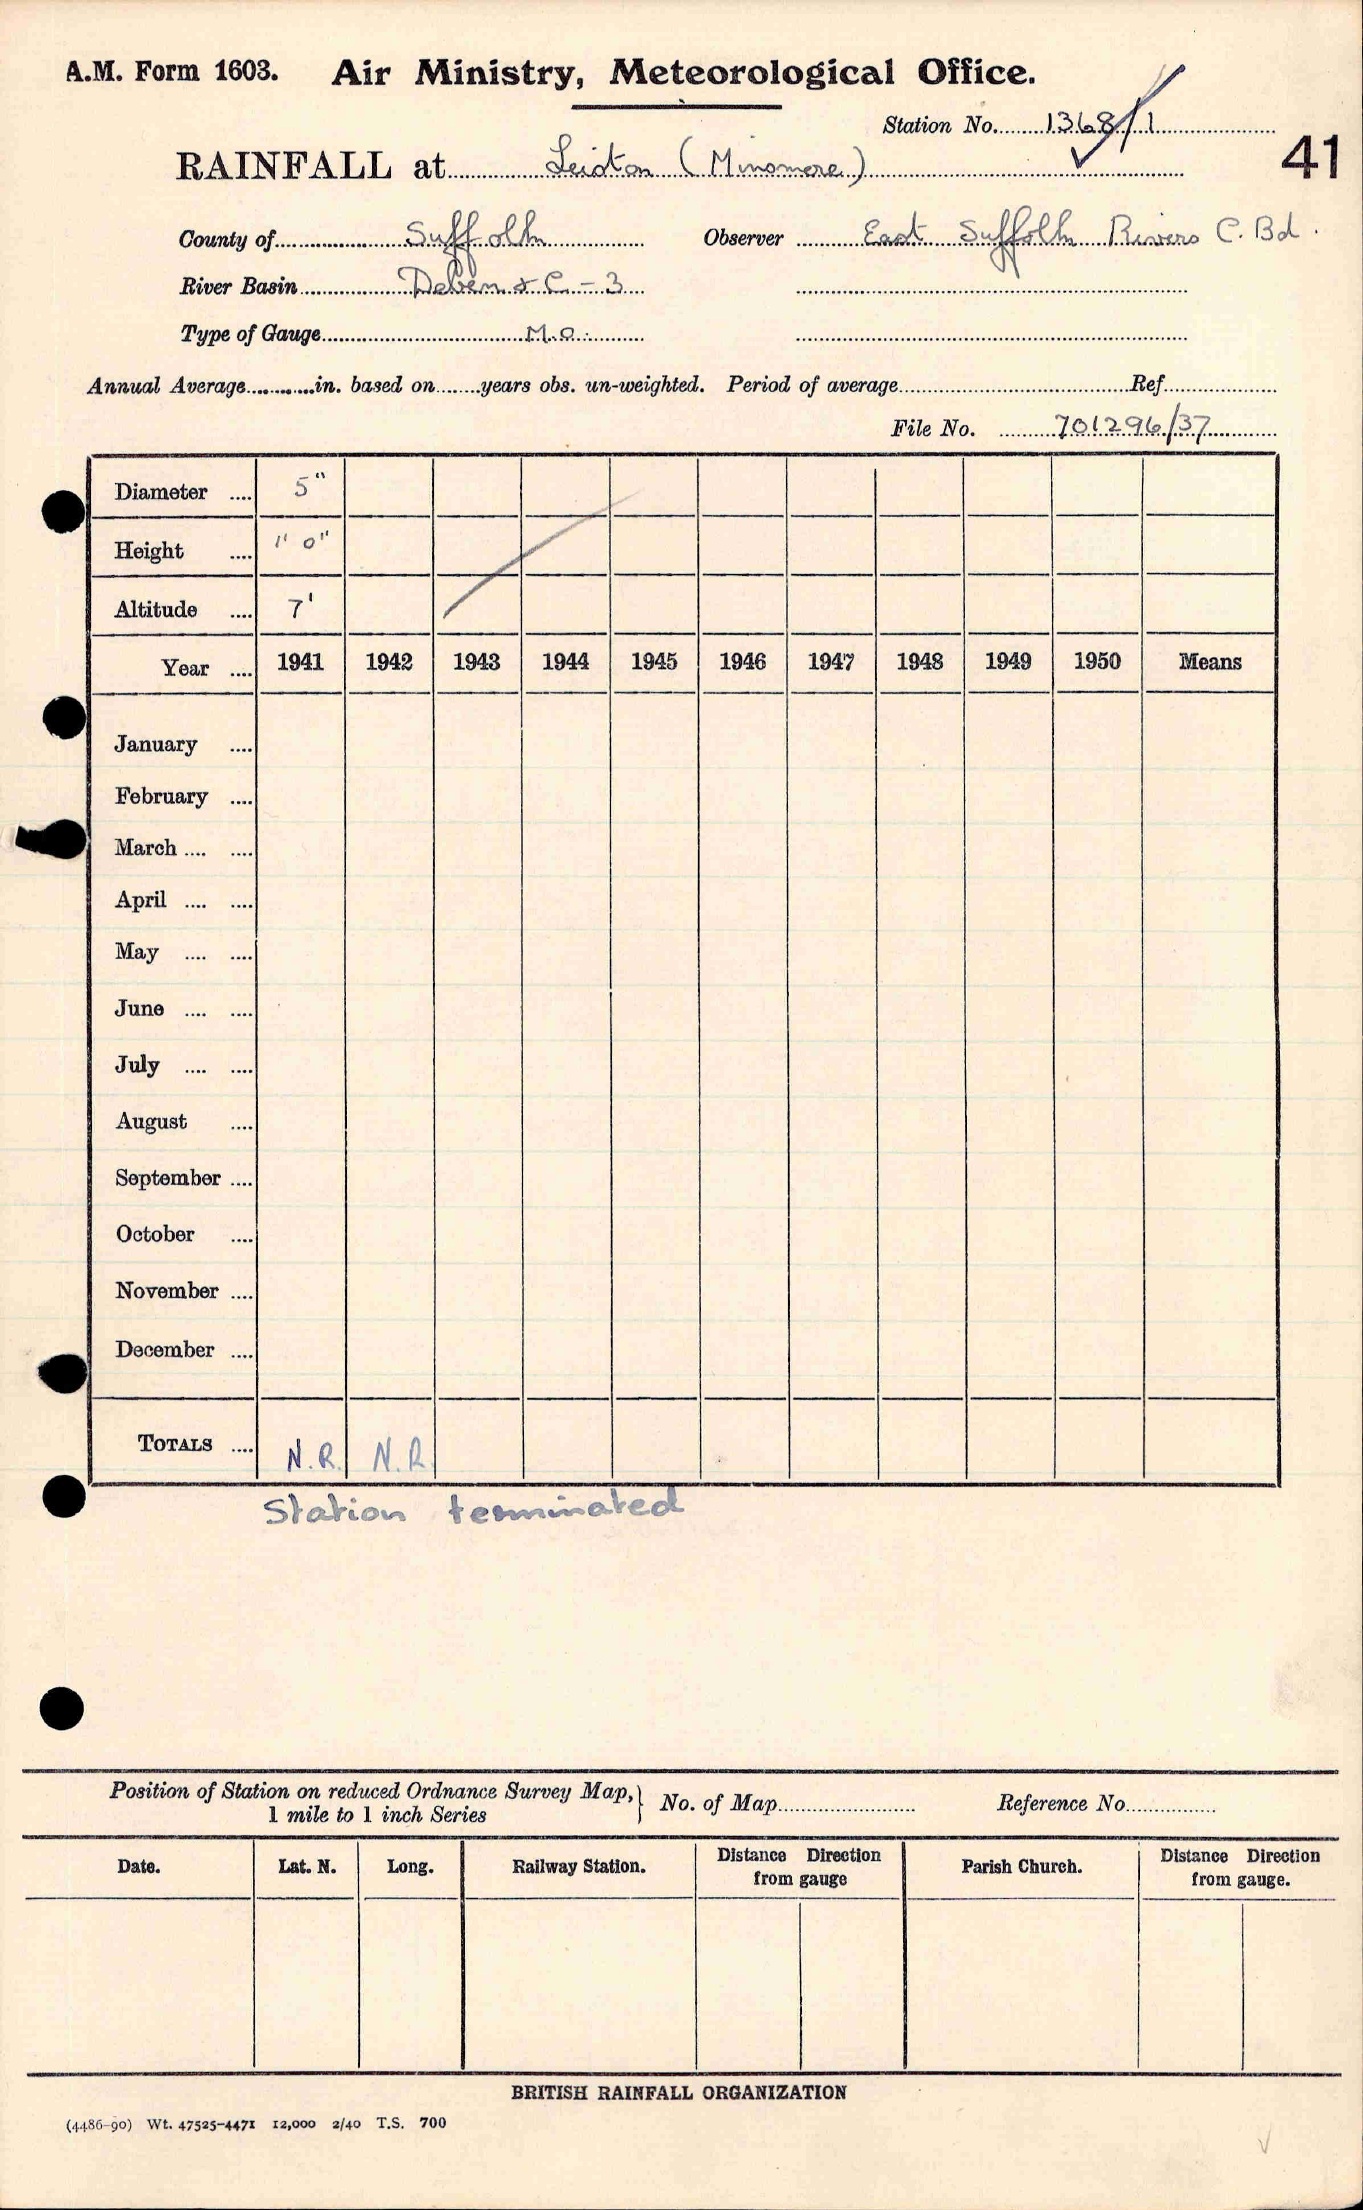 A.M. Form 1603. Air Ministry, Meteorological Office.
Station No. 1368/1
41
RAINFALL at Leiston (Minsmere)
County of Suffolk Observer East Suffolk Rivers C. Bd.
River Basin Deben & C - 3
Type of Gauge M.O.
Annual Average in. based on years obs. un-weighted. Period of average Ref
File No. 701296/37
Diameter .... 5"
Height .... 1' 0"
Altitude .... 7'
Year .... 1941 1942 1943 1944 1945 1946 1947 1948 1949 1950 Means
January ....
February ....
March .... ....
April .... ....
May .... ....
June .... ....
July .... ....
August ....
September ....
October ....
November ....
December ....
TOTALS .... N.R. N.R.
Station terminated
Position of Station on reduced Ordnance Survey Map, } No. of Map Reference No.
1 mile to 1 inch Series
Date. Lat. N. Long. Railway Station. Distance Direction from gauge Parish Church. Distance Direction from gauge.
BRITISH RAINFALL ORGANIZATION
(4486-90) Wt. 47525-4471 12,000 2/40 T.S. 700